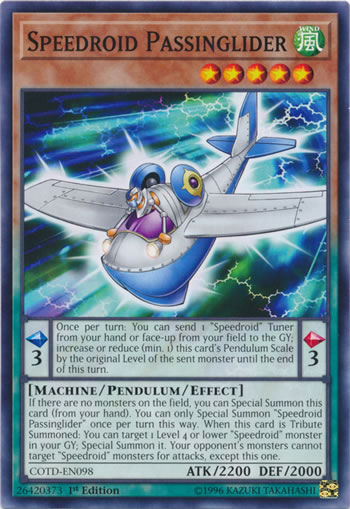 SPEEDROID PASSINGLIDER
WIND
風
Once per turn: You can send 1 "Speedroid" Tuner
from your hand or face-up from your field to the GY;
increase or reduce (min. 1) this card's Pendulum Scale
by the original Level of the sent monster until the end
of this turn.
3
3
[MACHINE/PENDULUM/EFFECT]
If there are no monsters on the field, you can Special Summon this
card (from your hand). You can only Special Summon "Speedroid
Passinglider" once per turn this way. When this card is Tribute
Summoned: You can target 1 Level 4 or lower "Speedroid" monster
in your GY; Special Summon it. Your opponent's monsters cannot
target "Speedroid" monsters for attacks, except this one.
COTD-EN098
ATK/2200 DEF/2000
26420373
1st Edition
©1996 KAZUKI TAKAHASHI